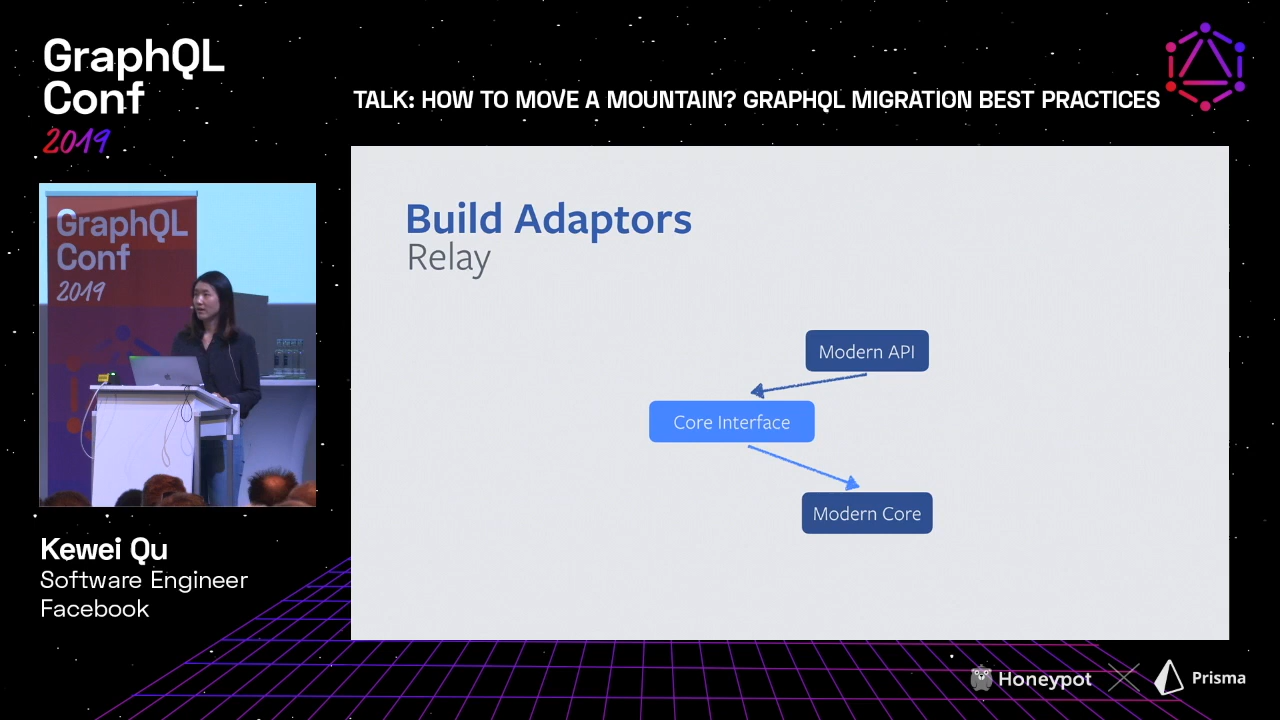 GraphQL
Conf
2019
TALK: HOW TO MOVE A MOUNTAIN? GRAPHQL MIGRATION BEST PRACTICES
GraphQL
Conf
2019
Kewei Qu
Software Engineer
Facebook
Build Adaptors
Relay
Modern API
Core Interface
Modern Core
Honeypot
Prisma